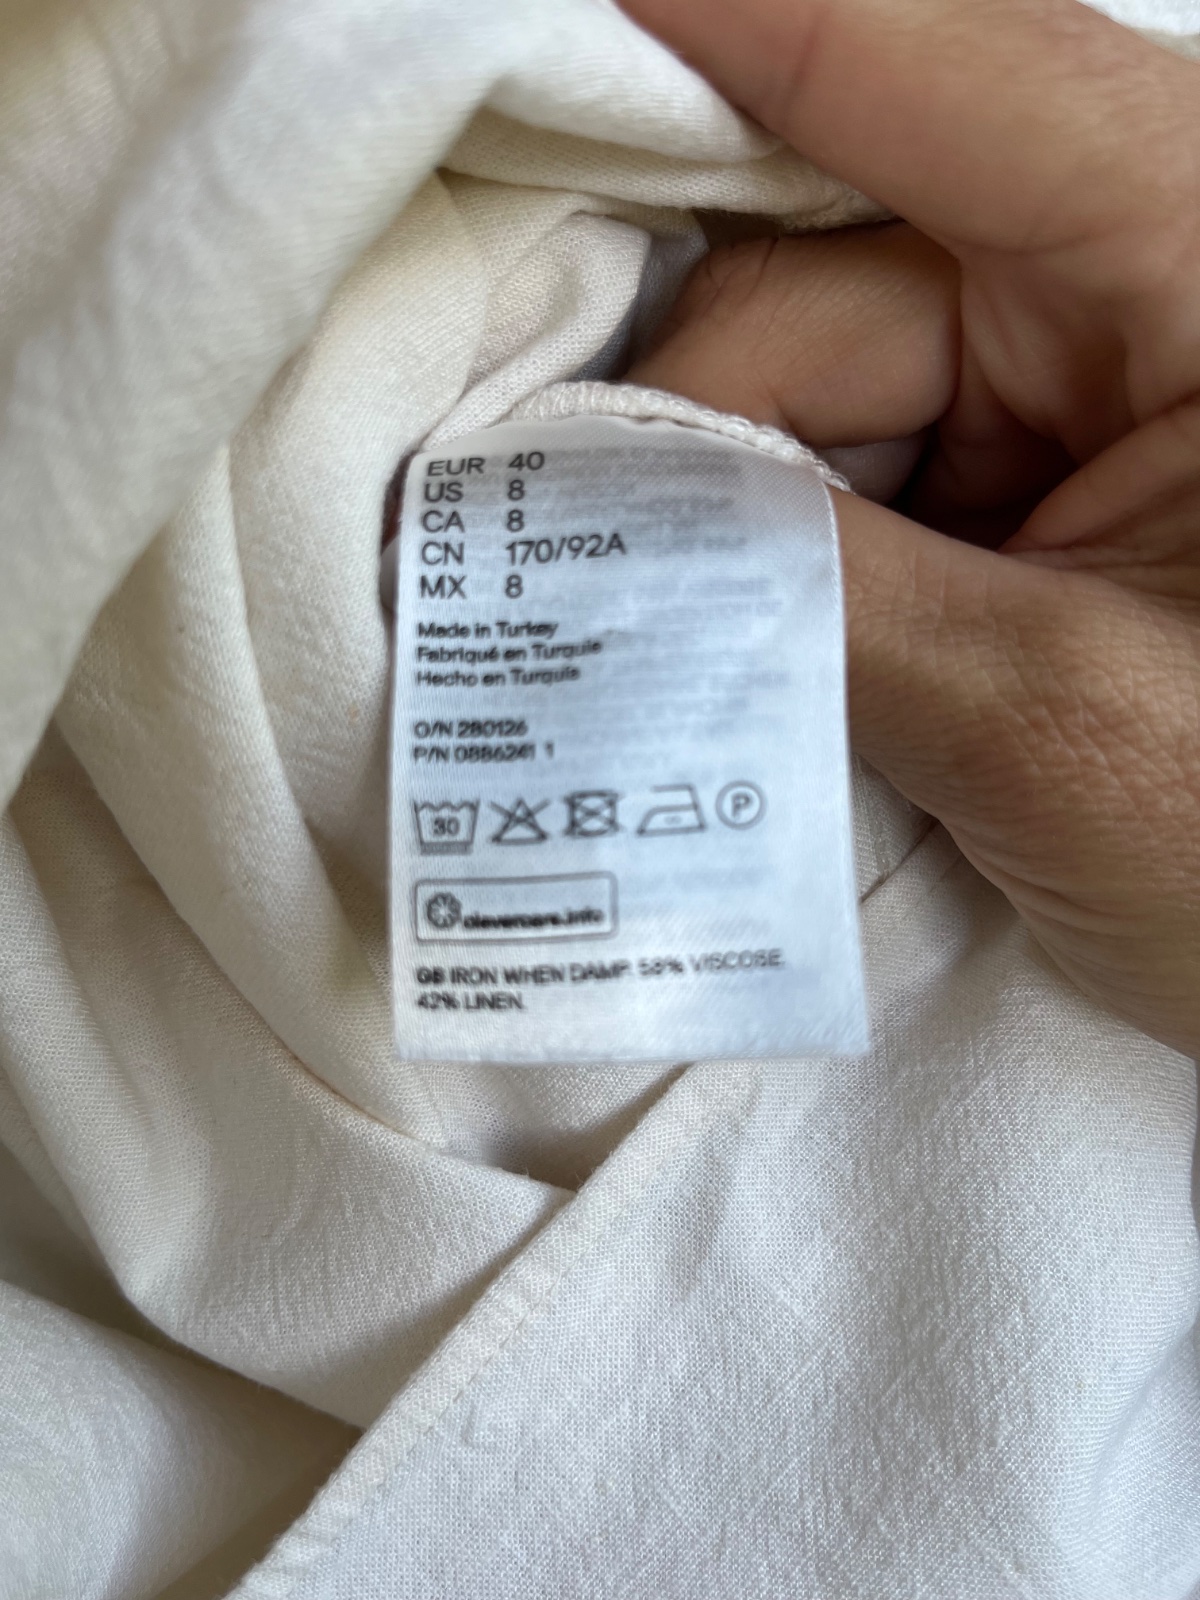 EUR 40
US 8
CA 8
CN 170/92A
MX 8
Made in Turkey
Fabriqué en Turquie
Hecho en Turquía
O/N 280126
P/N 0886241 1
30
P
clevercare.info
GB IRON WHEN DAMP. 58% VISCOSE.
42% LINEN.